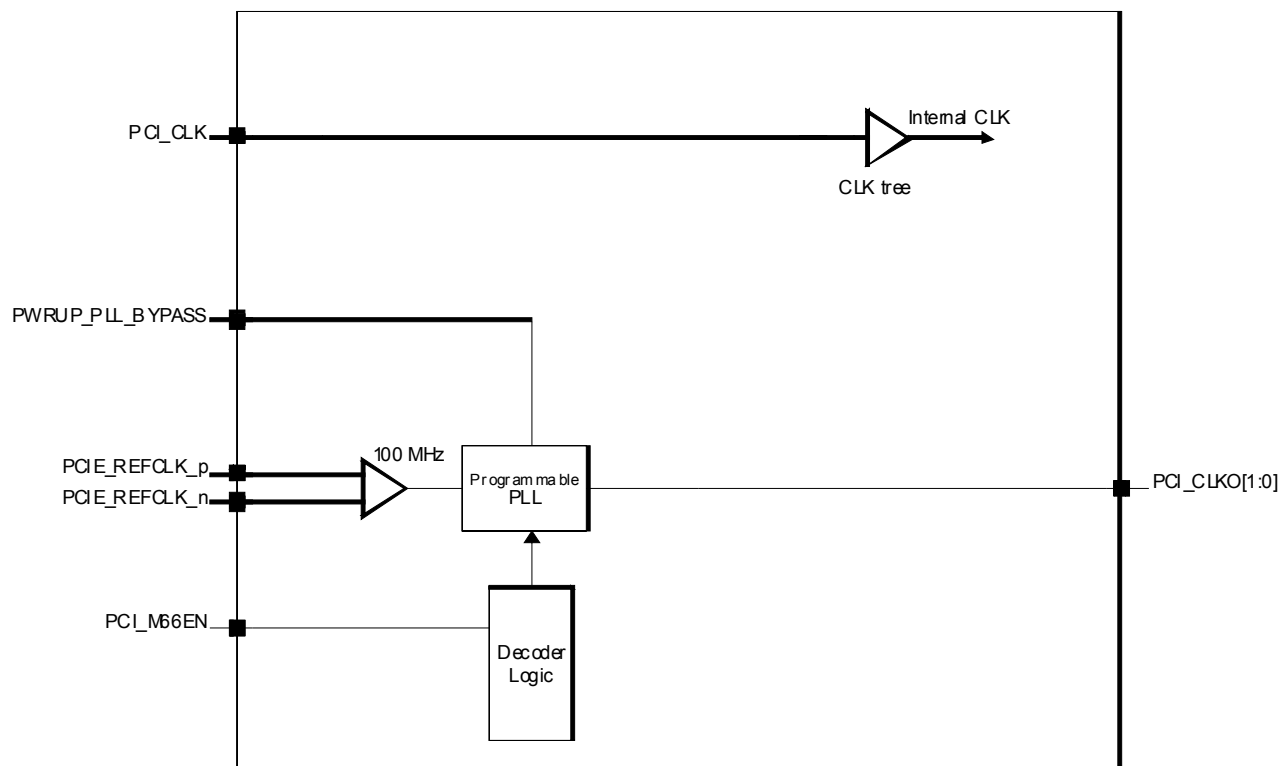 Internal CLK
PCI_CLK
CLK tree
PWRUP_PLL_BYPASS
100 MHz
PCIE_REFCLK_p
PCIE_REFCLK_n
Programmable
PLL
PCI_CLKO[1:0]
PCI_M66EN
Decoder
Logic